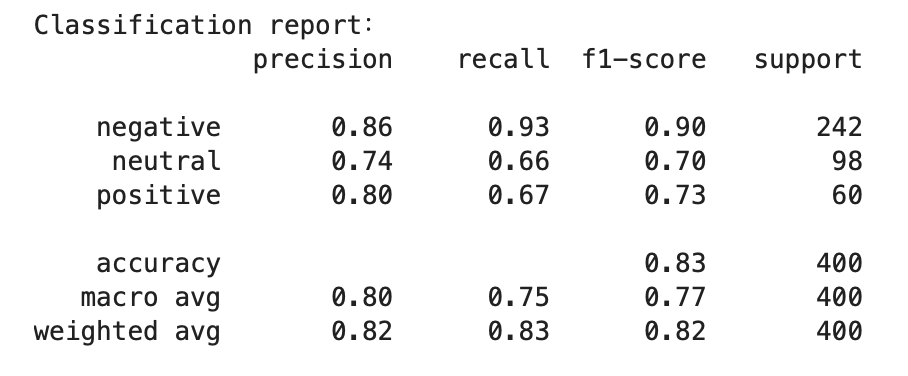 Classification report:
precision recall f1-score support
negative 0.86 0.93 0.90 242
neutral 0.74 0.66 0.70 98
positive 0.80 0.67 0.73 60
accuracy 0.83 400
macro avg 0.80 0.75 0.77 400
weighted avg 0.82 0.83 0.82 400